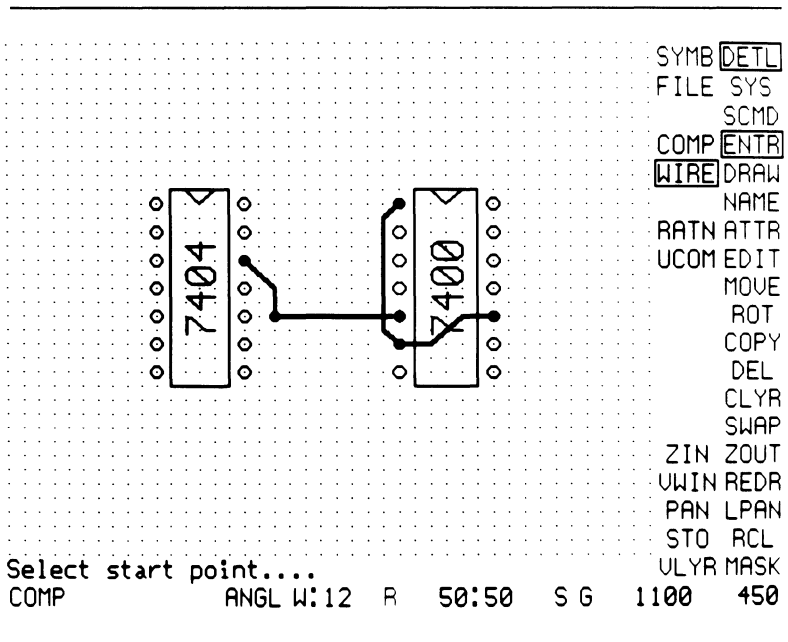 SYMB DETL
FILE SYS
SCMD
COMP ENTR
WIRE DRAW
NAME
RATN ATTR
UCOM EDIT
MOVE
ROT
COPY
DEL
CLYR
SWAP
ZIN ZOUT
VWIN REDR
PAN LPAN
STO RCL
VLYR MASK
7404
7400
Select start point....
COMP ANGL W:12 R 50:50 S G 1100 450